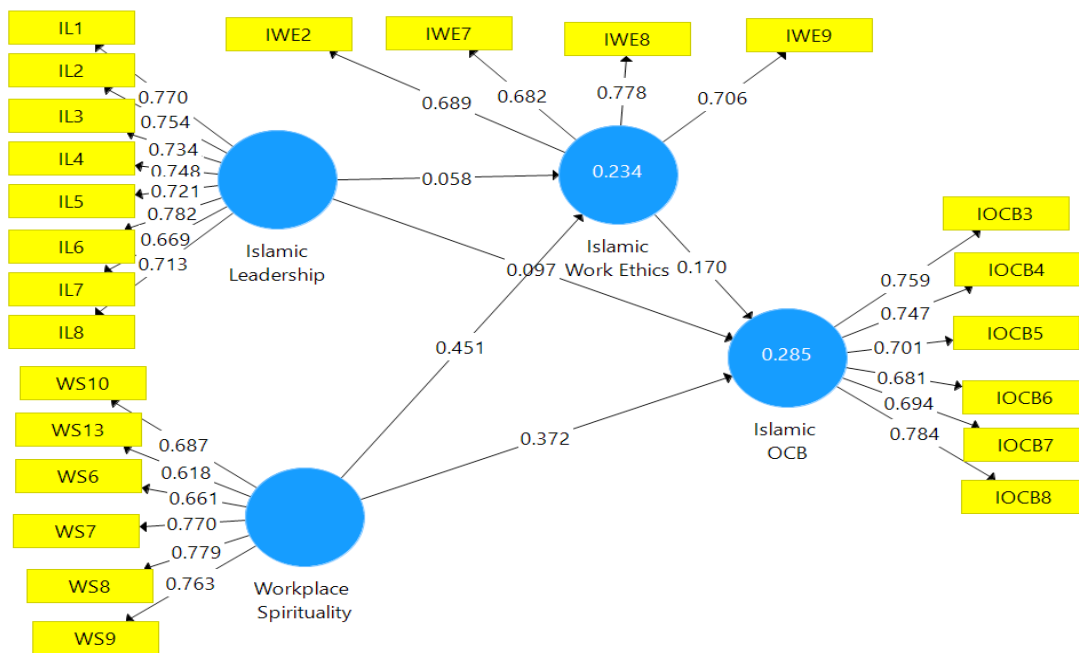 IL1
IL2
IL3
IL4
IL5
IL6
IL7
IL8
0.770
0.754
0.734
0.748
0.721
0.782
0.669
0.713
Islamic
Leadership
IWE2
IWE7
IWE8
IWE9
0.689
0.682
0.778
0.706
0.234
Islamic
Work Ethics
0.058
0.097
0.170
0.451
0.372
WS10
WS13
WS6
WS7
WS8
WS9
0.687
0.618
0.661
0.770
0.779
0.763
Workplace
Spirituality
0.285
Islamic
OCB
0.759
0.747
0.701
0.681
0.694
0.784
IOCB3
IOCB4
IOCB5
IOCB6
IOCB7
IOCB8